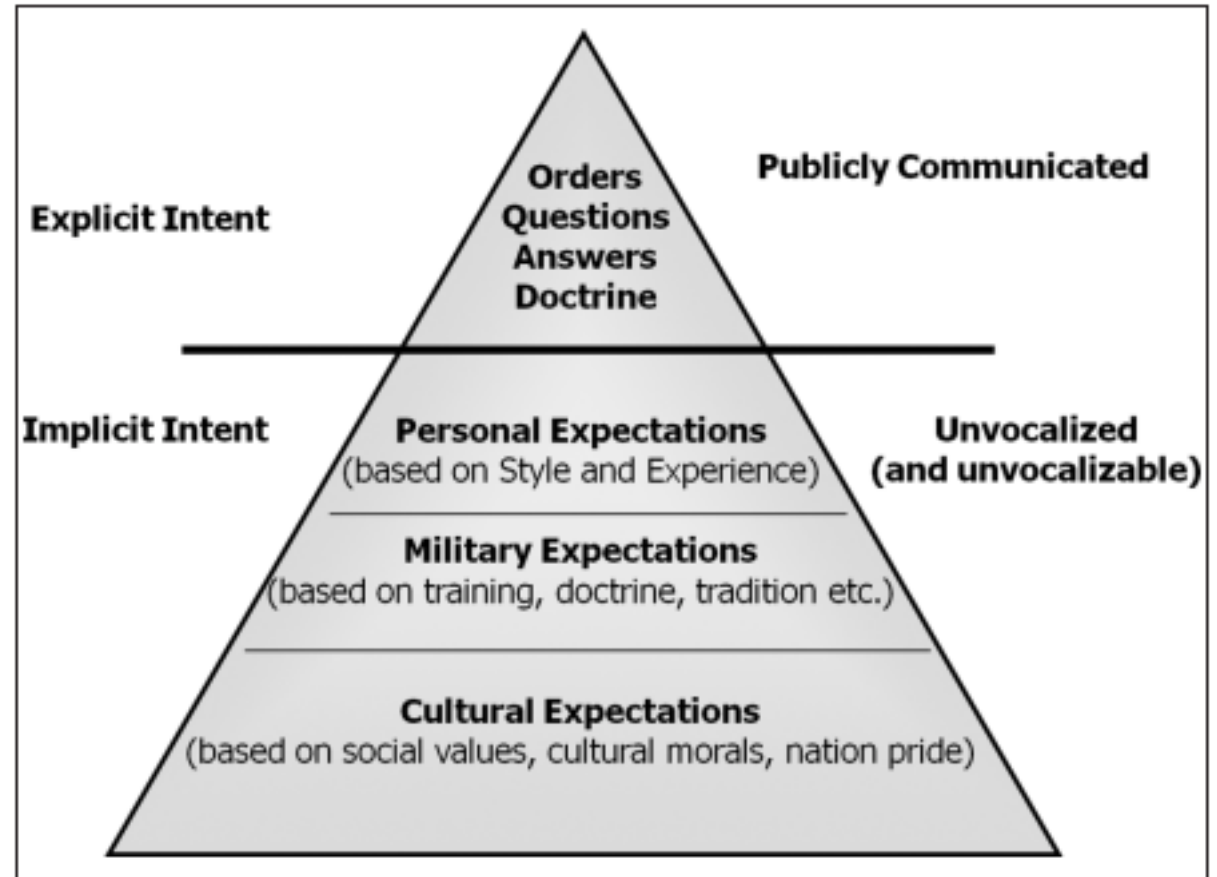 Orders
Questions
Answers
Doctrine
Publicly Communicated
Explicit Intent
Implicit Intent
Personal Expectations
(based on Style and Experience)
Unvocalized
(and unvocalizable)
Military Expectations
(based on training, doctrine, tradition etc.)
Cultural Expectations
(based on social values, cultural morals, nation pride)